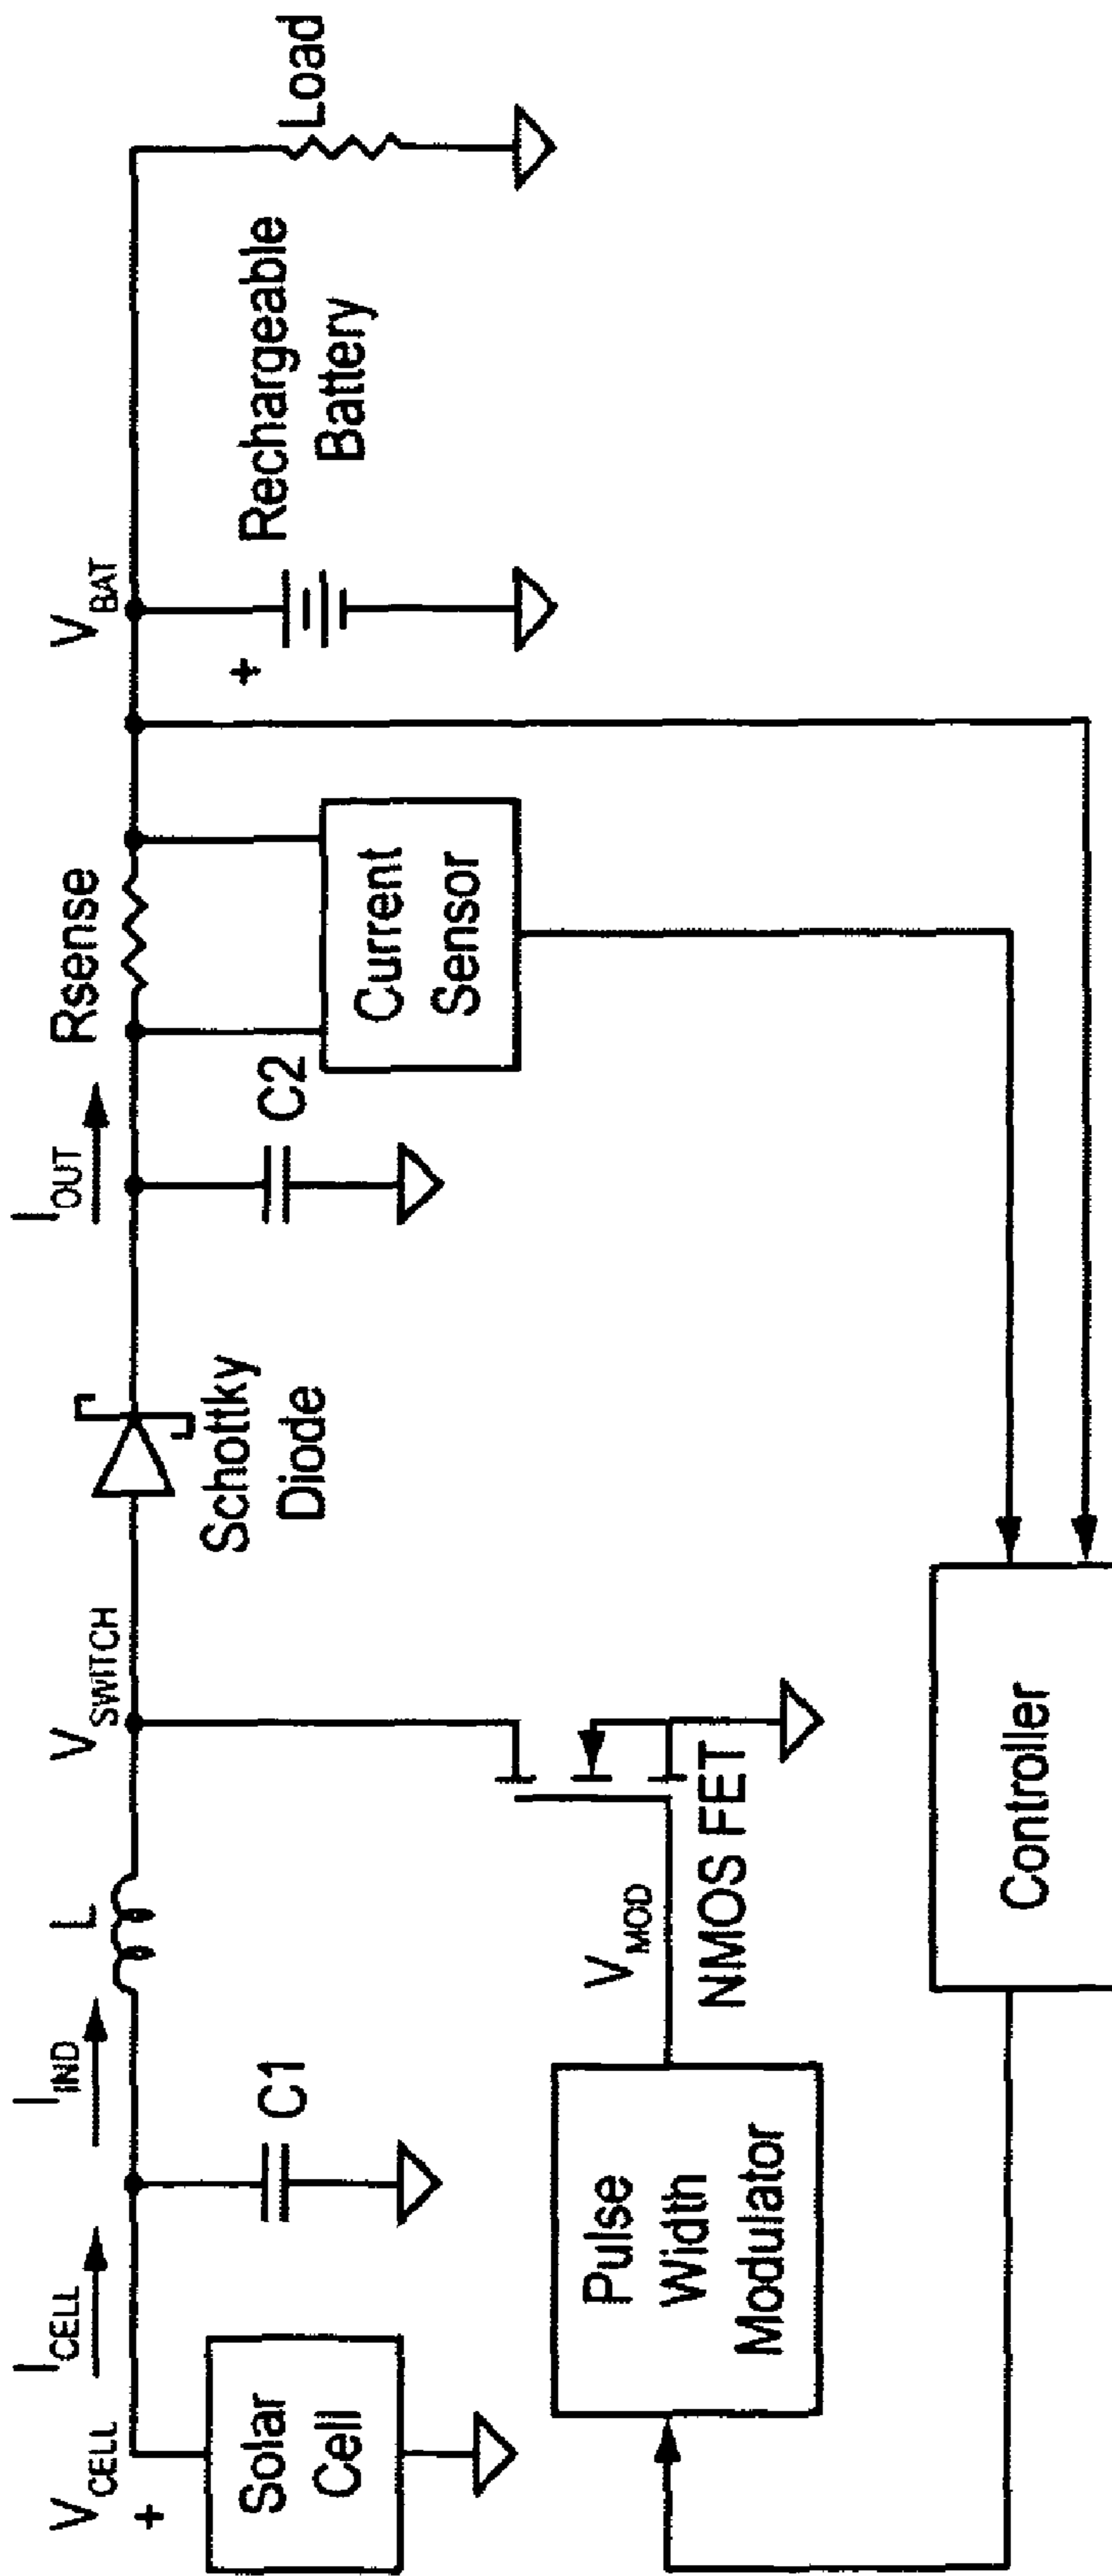 V_CELL
+
I_CELL
I_IND
L
V_SWITCH
I_OUT
Rsense
V_BAT
Solar
Cell
C1
Schottky
Diode
C2
Current
Sensor
+
Rechargeable
Battery
Load
Pulse
Width
Modulator
V_MOD
NMOS FET
Controller